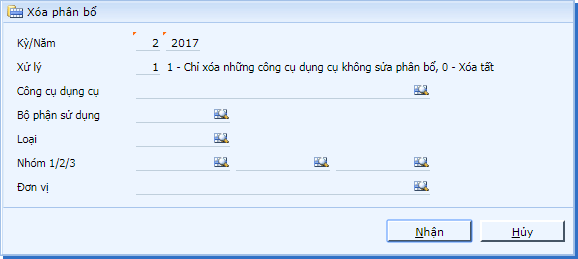 Xóa phân bổ
Kỳ/Năm 2 2017
Xử lý 1 1 - Chỉ xóa những công cụ dụng cụ không sửa phân bổ, 0 - Xóa tất
Công cụ dụng cụ
Bộ phận sử dụng
Loại
Nhóm 1/2/3
Đơn vị
Nhận Hủy